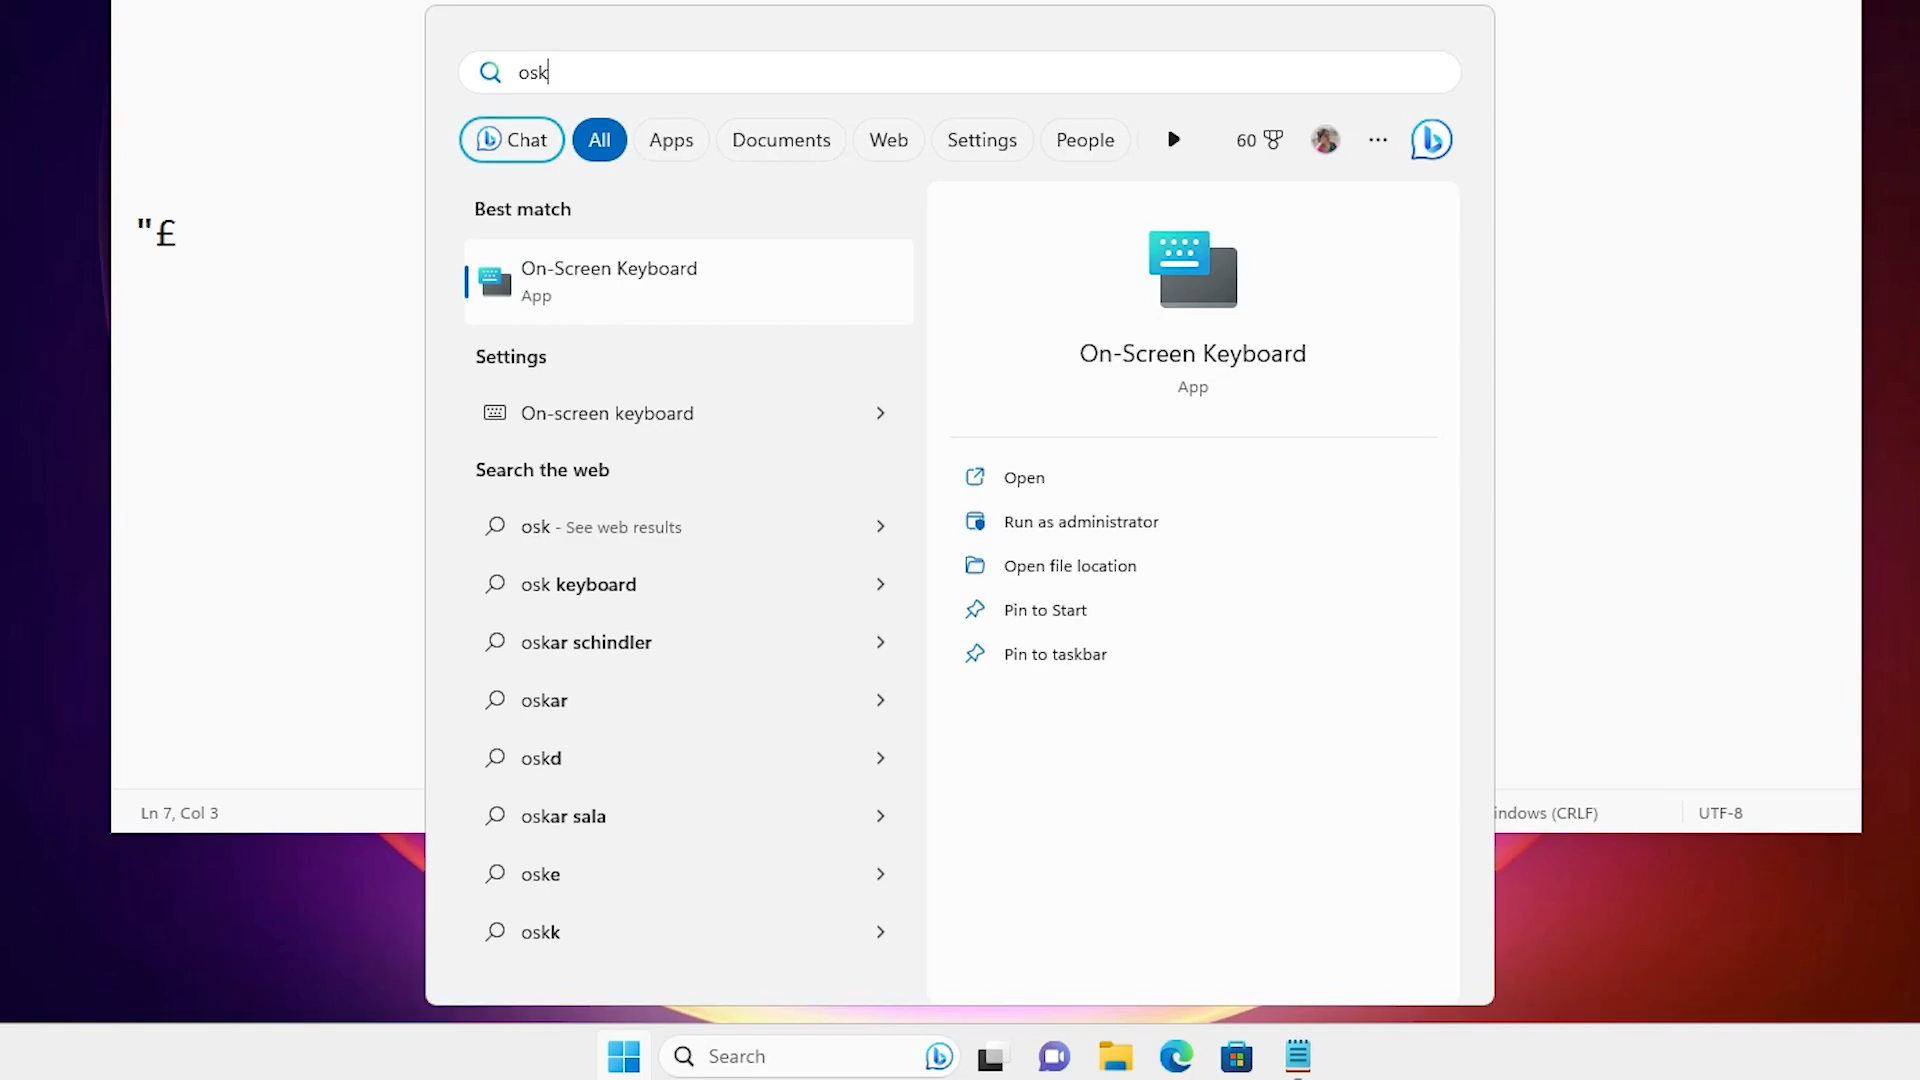 osk
Chat All Apps Documents Web Settings People 60 ...
"£
Best match
On-Screen Keyboard
App
Settings
On-screen keyboard
Search the web
osk - See web results
osk keyboard
oskar schindler
oskar
oskd
oskar sala
oske
oskk
On-Screen Keyboard
App
Open
Run as administrator
Open file location
Pin to Start
Pin to taskbar
Ln 7, Col 3
indows (CRLF)
UTF-8
Search